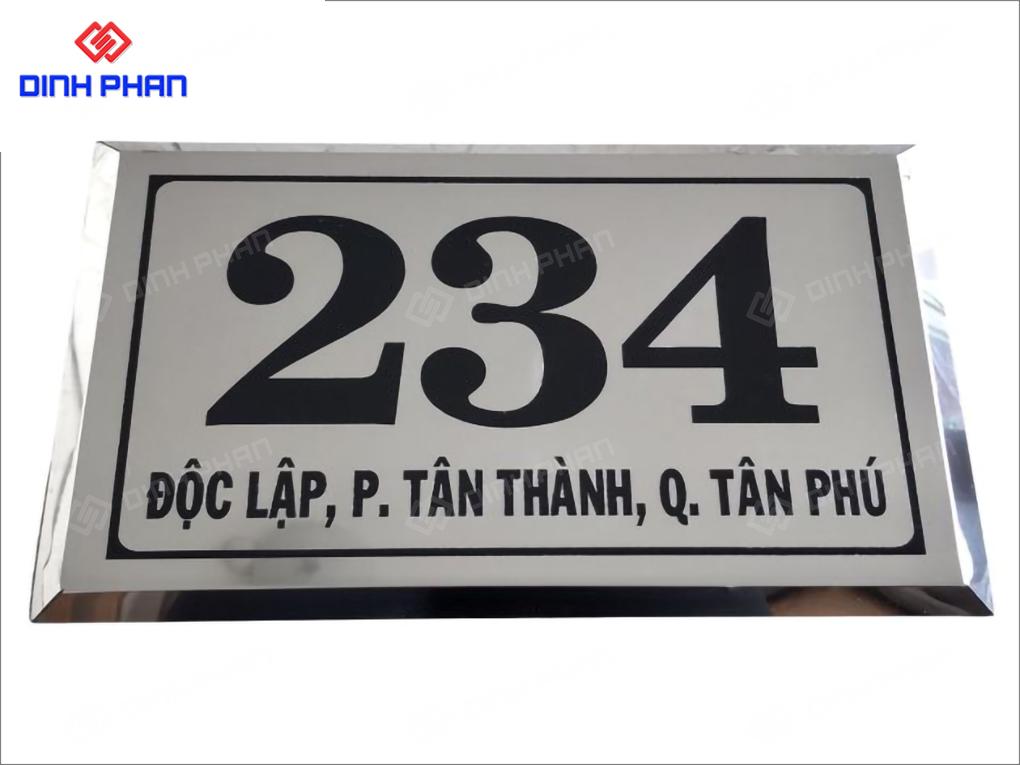 DINH PHAN
234
ĐỘC LẬP, P. TÂN THÀNH, Q. TÂN PHÚ